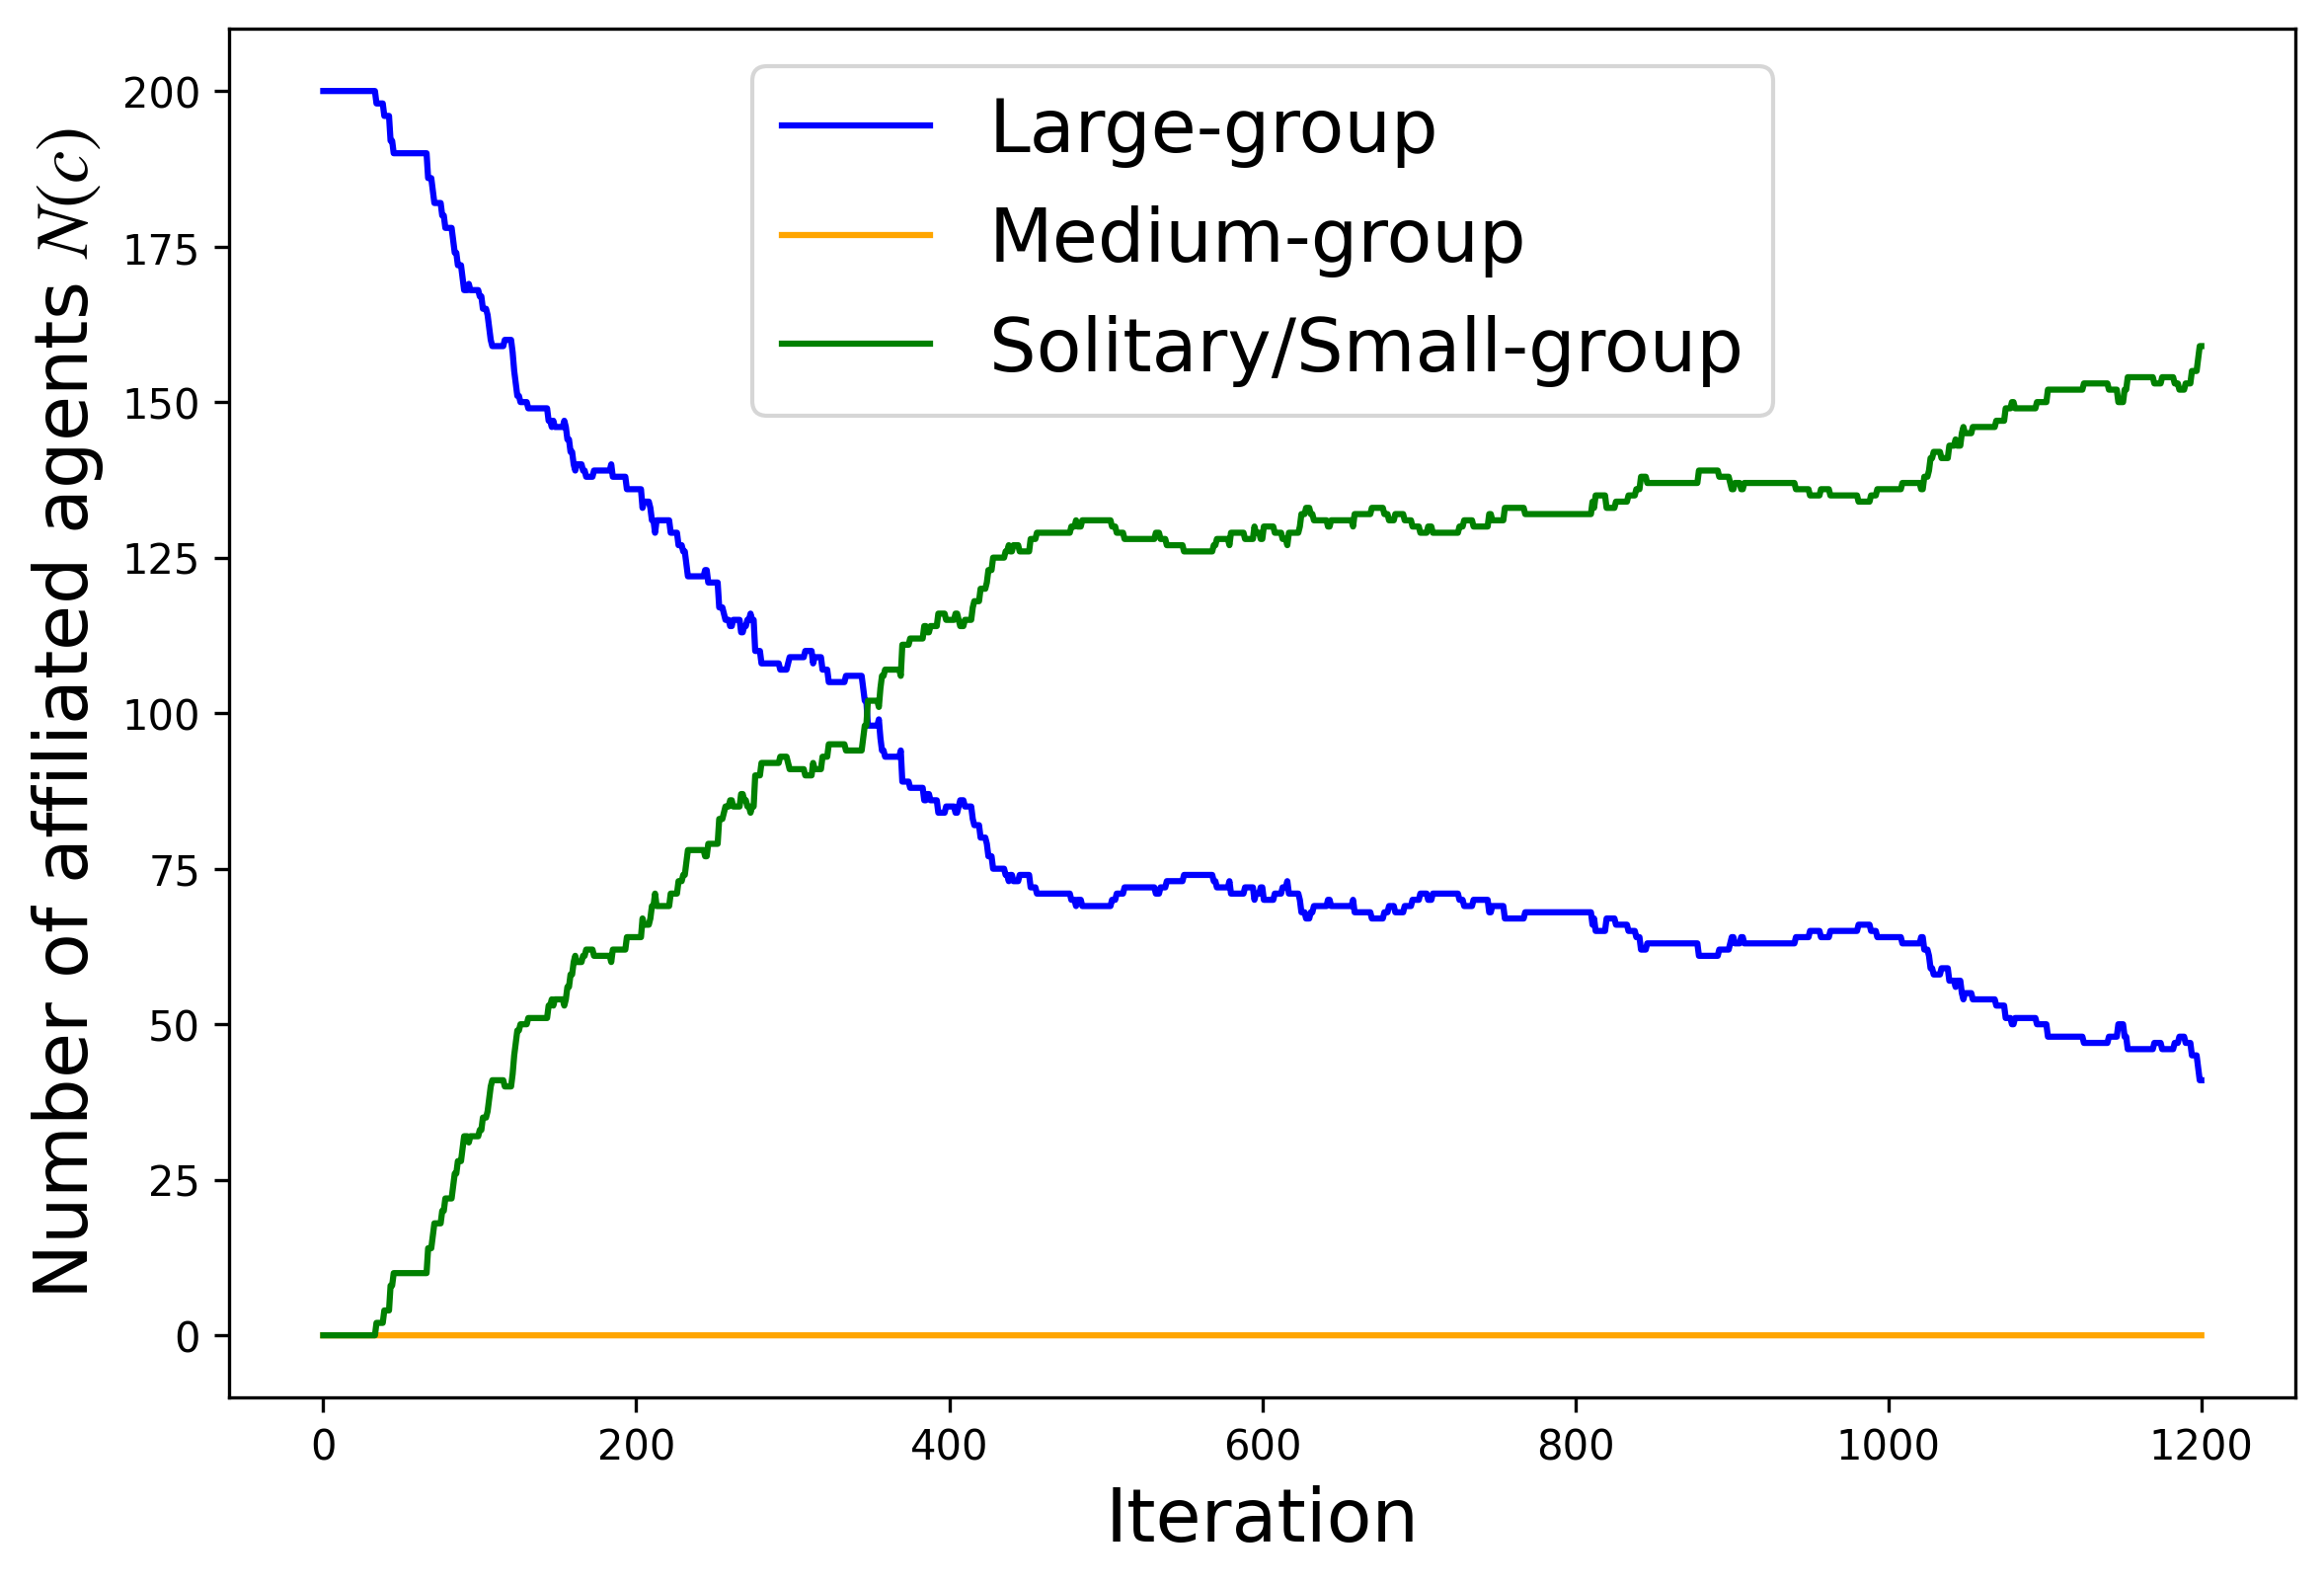 Number of affiliated agents N(c)
200
175
150
125
100
75
50
25
0
Large-group
Medium-group
Solitary/Small-group
0 200 400 600 800 1000 1200
Iteration